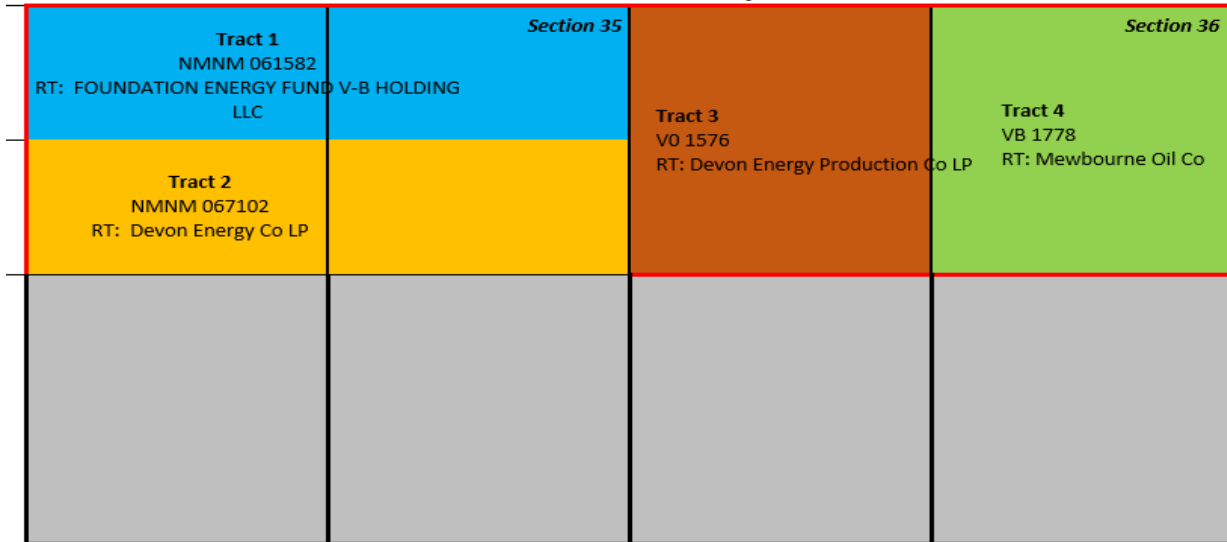 Section 35
Tract 1
NMNM 061582
RT:  FOUNDATION ENERGY FUND V-B HOLDING
LLC
Tract 2
NMNM 067102
RT:  Devon Energy Co LP
Tract 3
V0 1576
RT: Devon Energy Production Co LP
Section 36
Tract 4
VB 1778
RT: Mewbourne Oil Co